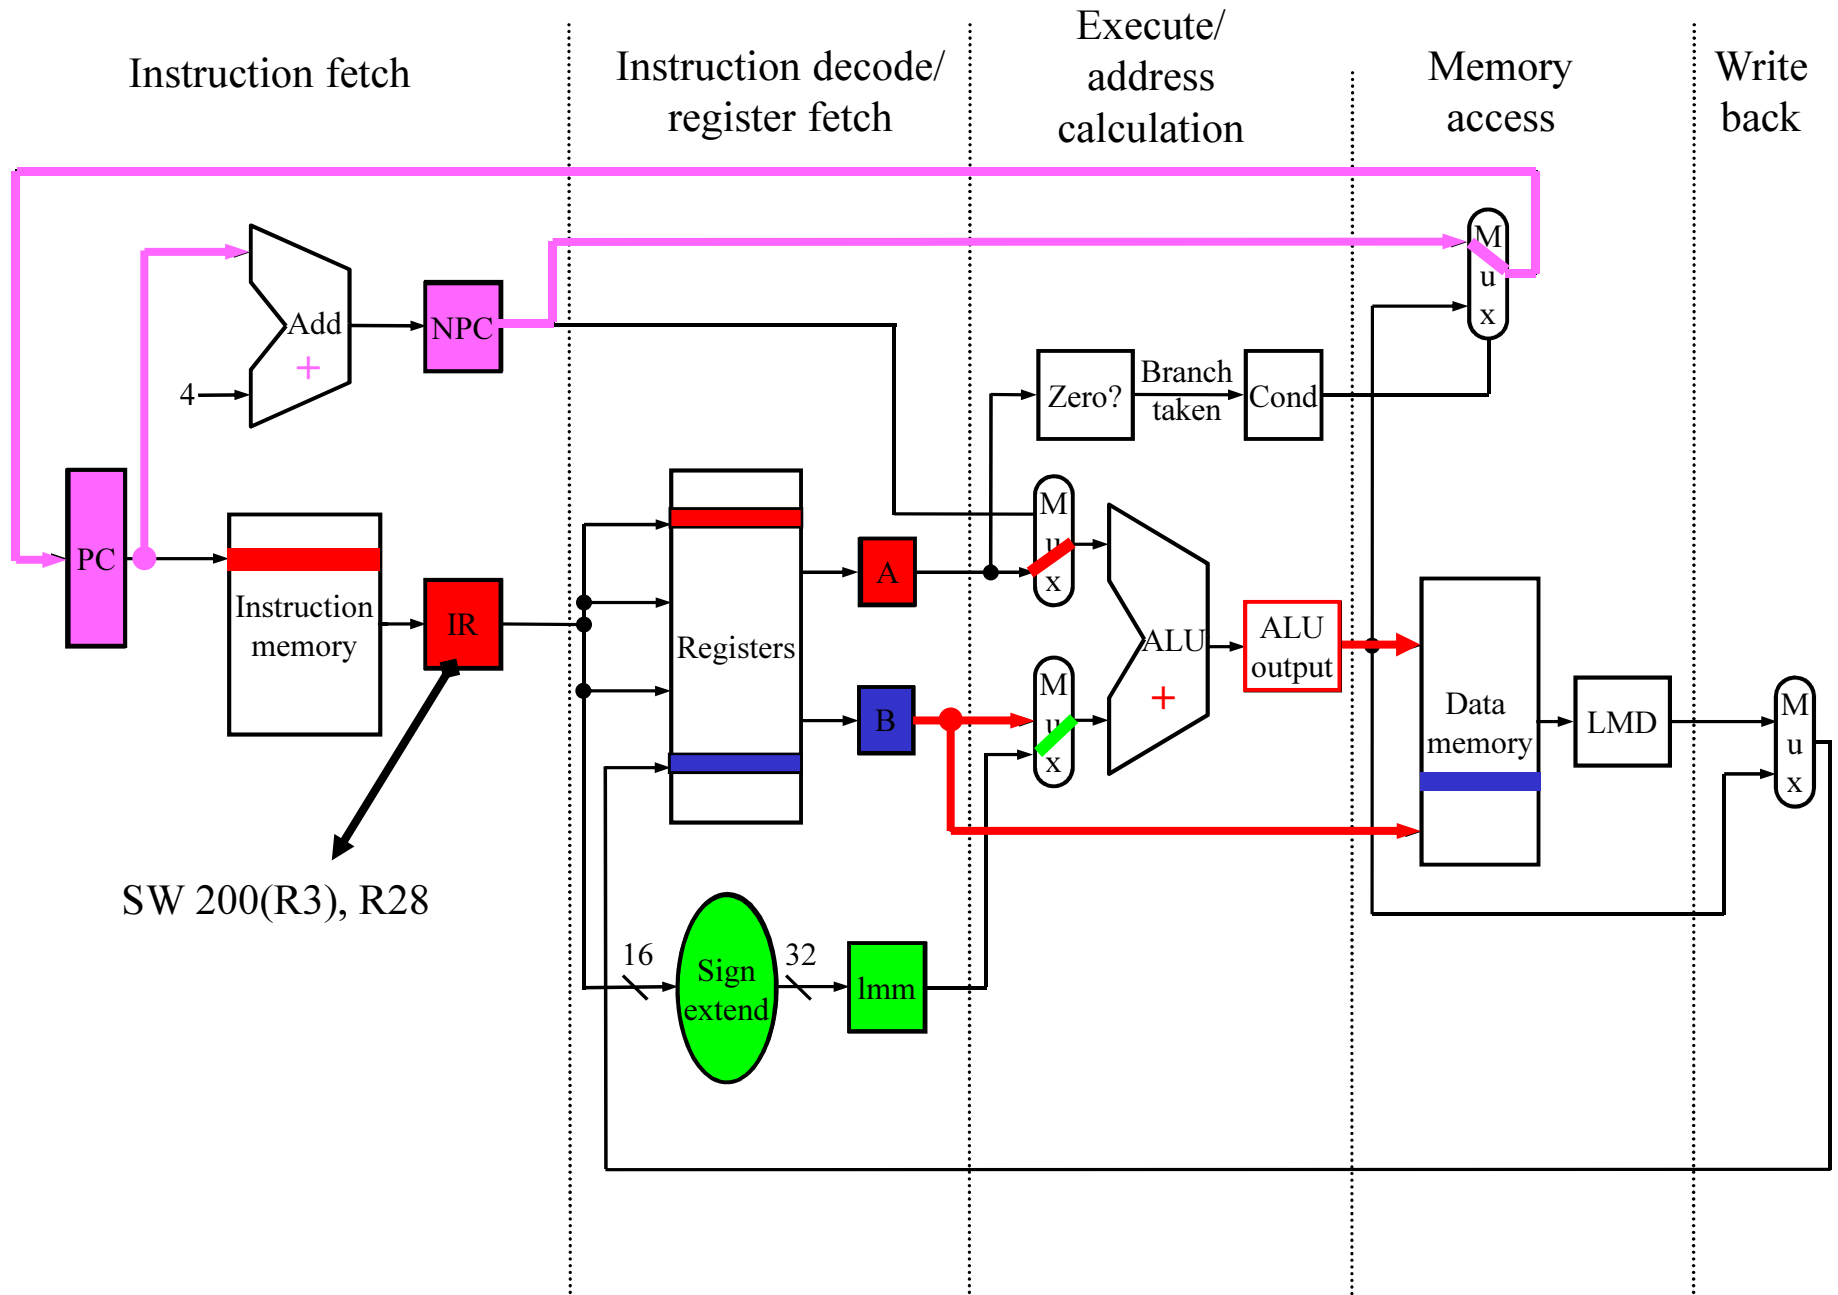 Instruction fetch
Instruction decode/
register fetch
Execute/
address
calculation
Memory
access
Write
back
Add
+
4
NPC
PC
Instruction
memory
IR
SW 200(R3), R28
Registers
A
B
16
Sign
extend
32
lmm
Zero?
Branch
taken
Cond
M
u
x
M
u
x
ALU
+
ALU
output
M
u
x
Data
memory
LMD
M
u
x